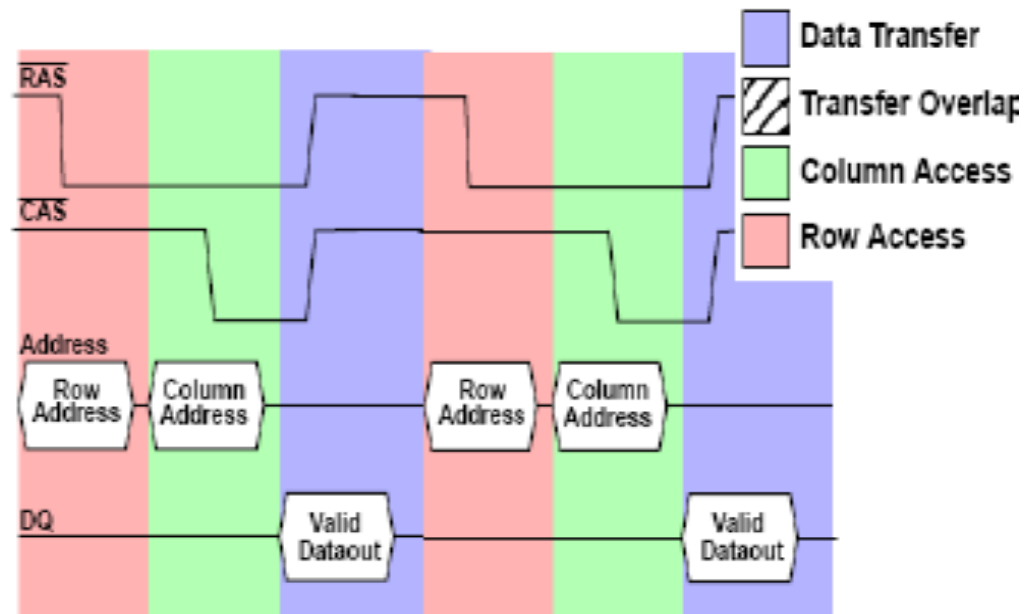 RAS
CAS
Address
Row
Address
Column
Address
Row
Address
Column
Address
DQ
Valid
Dataout
Valid
Dataout
Data Transfer
Transfer Overlap
Column Access
Row Access